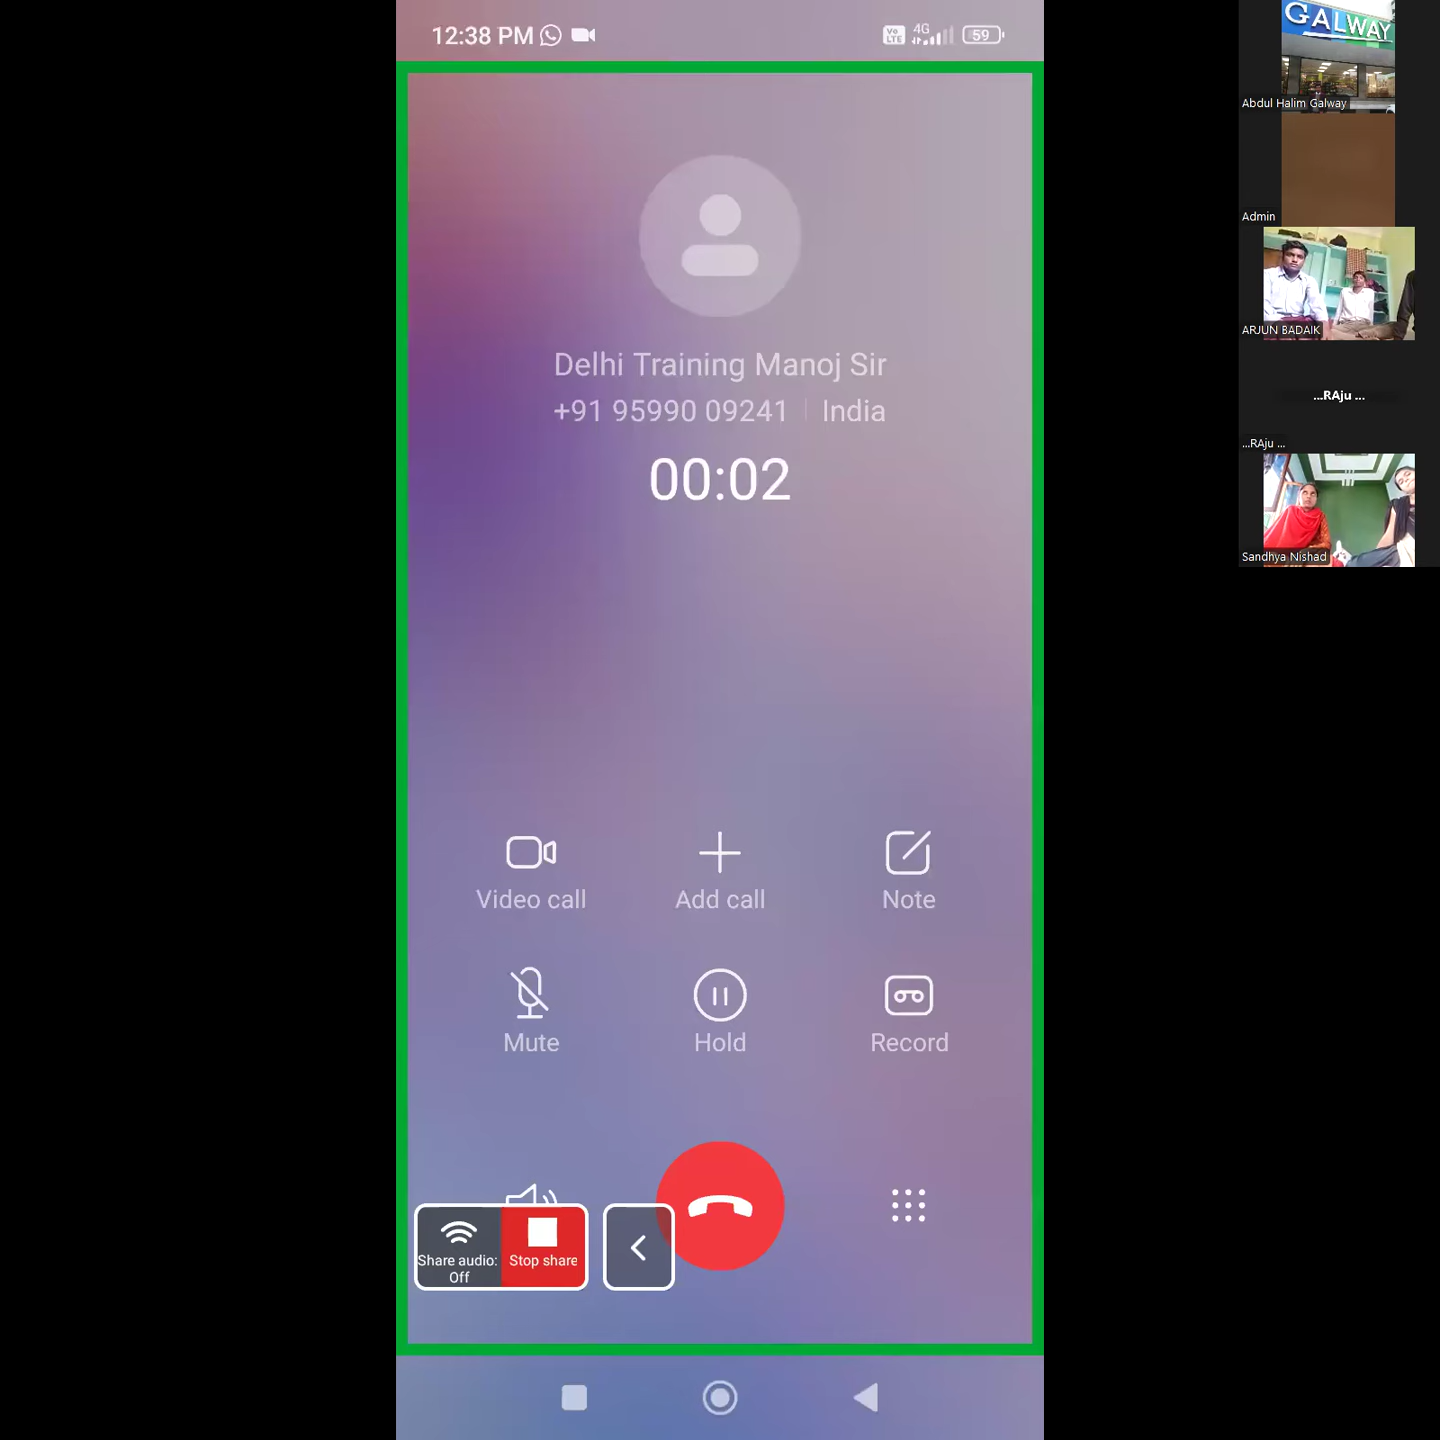 12:38 PM
Vo LTE 4G 59
Delhi Training Manoj Sir
+91 95990 09241 | India
00:02
Video call Add call Note
Mute Hold Record
Share audio: Off
Stop share
GALWAY
Abdul Halim Galway
Admin
ARJUN BADAIK
...RAju ...
...RAju ...
Sandhya Nishad